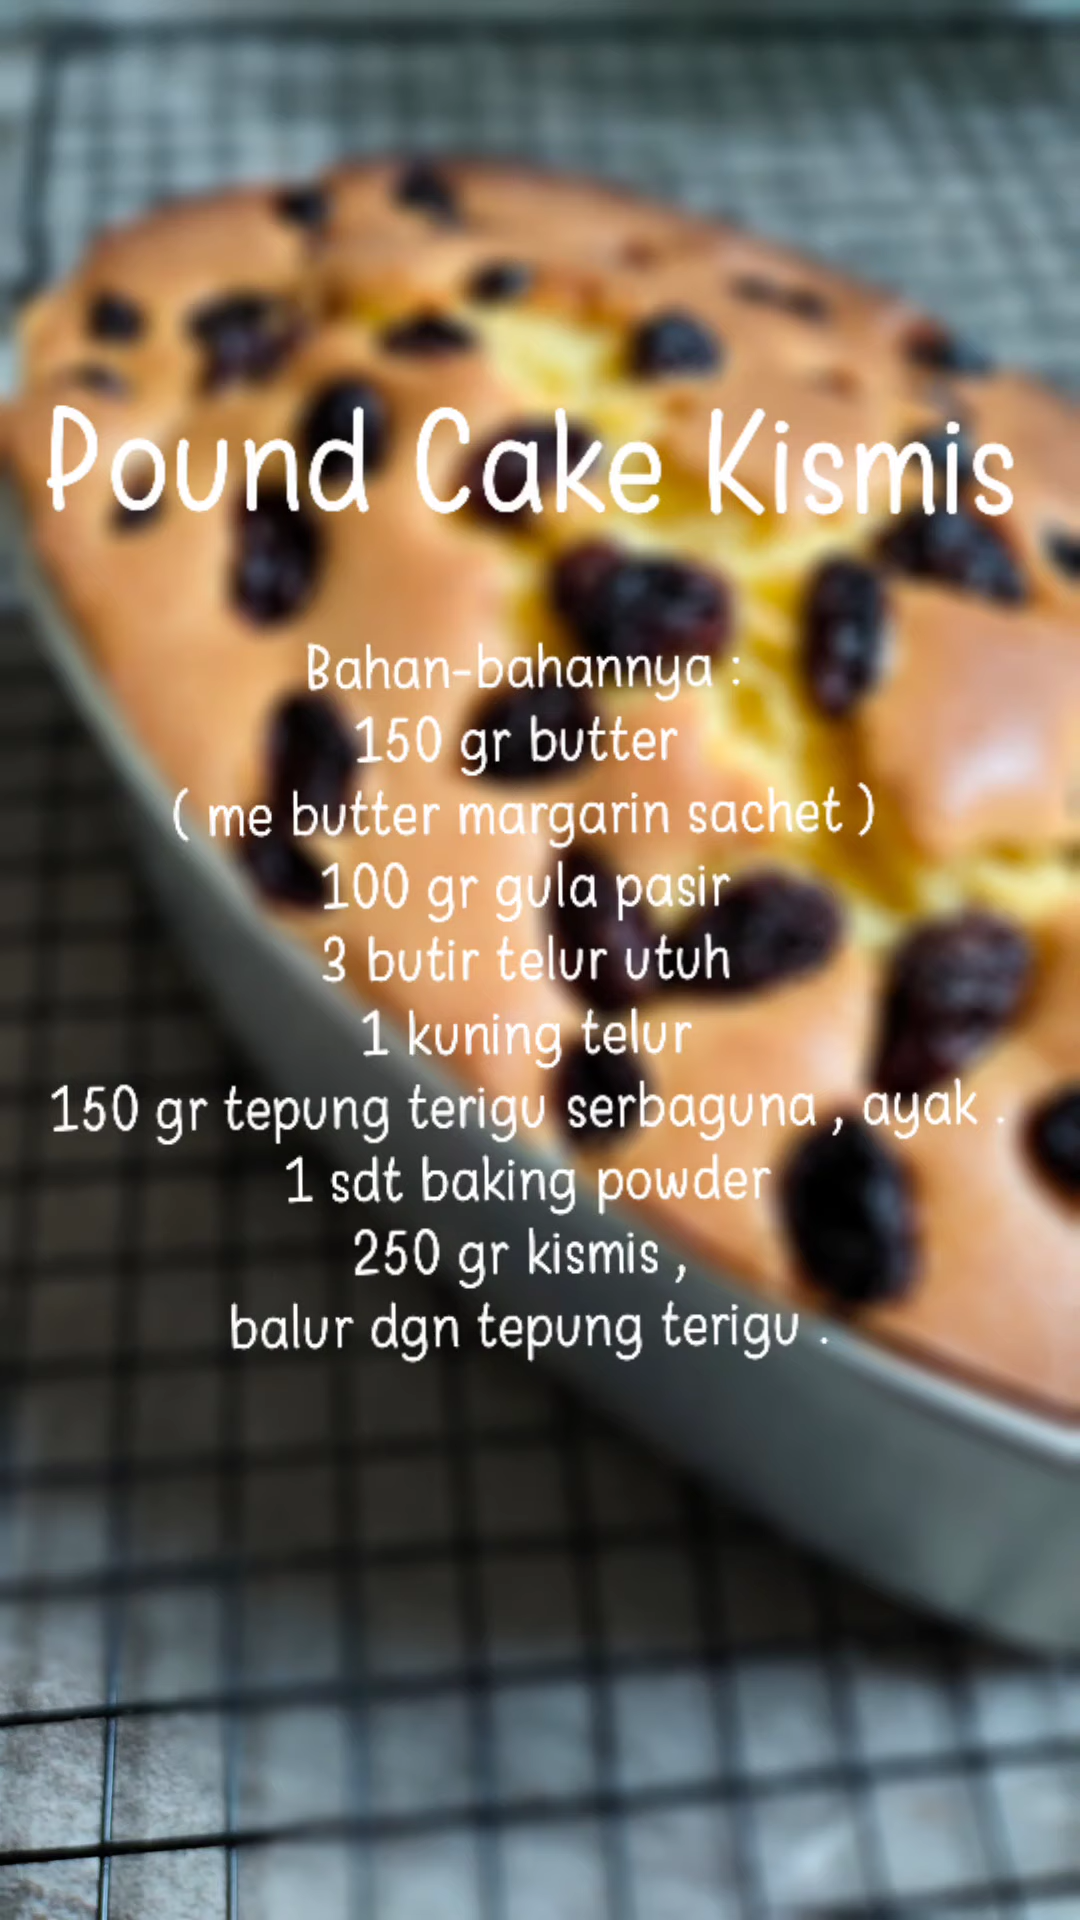 Pound Cake Kismis
Bahan-bahannya :
150 gr butter
( me butter margarin sachet )
100 gr gula pasir
3 butir telur utuh
1 kuning telur
150 gr tepung terigu serbaguna , ayak .
1 sdt baking powder
250 gr kismis ,
balur dgn tepung terigu .